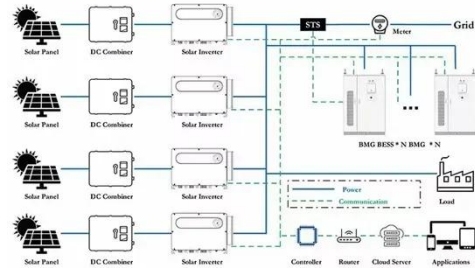 STS
Grid
Meter
Solar Panel
DC Combiner
Solar Inverter
Solar Panel
DC Combiner
Solar Inverter
BMG BESS * N BMG * N
Solar Panel
DC Combiner
Solar Inverter
Power
Communication
Load
Solar Panel
DC Combiner
Solar Inverter
Controller
Router
Cloud Server
Applications